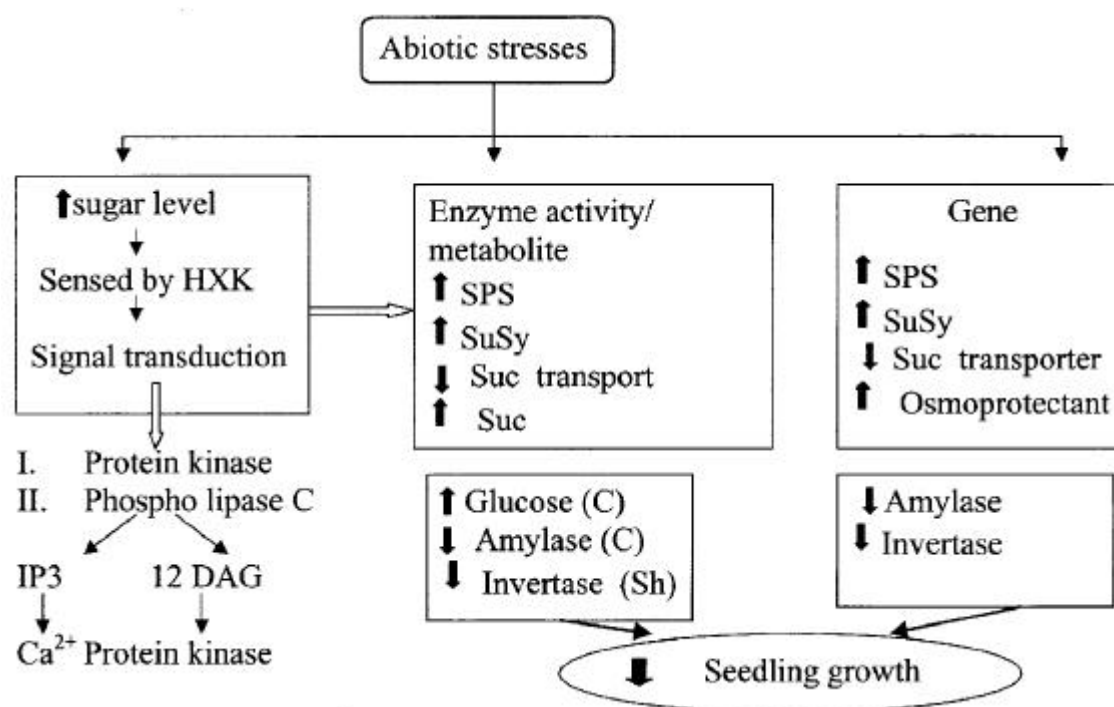 Abiotic stresses
⬆sugar level
Sensed by HXK
Signal transduction
I. Protein kinase
II. Phospho lipase C
IP3 12 DAG
Ca²⁺ Protein kinase
Enzyme activity/
metabolite
⬆ SPS
⬆ SuSy
⬇ Suc transport
⬆ Suc
⬆ Glucose (C)
⬇ Amylase (C)
⬇ Invertase (Sh)
Gene
⬆ SPS
⬆ SuSy
⬇ Suc transporter
⬆ Osmoprotectant
⬇ Amylase
⬇ Invertase
⬇ Seedling growth